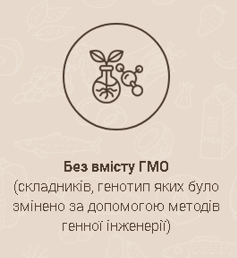 Без вмісту ГМО
(складників, генотип яких було
змінено за допомогою методів
генної інженерії)